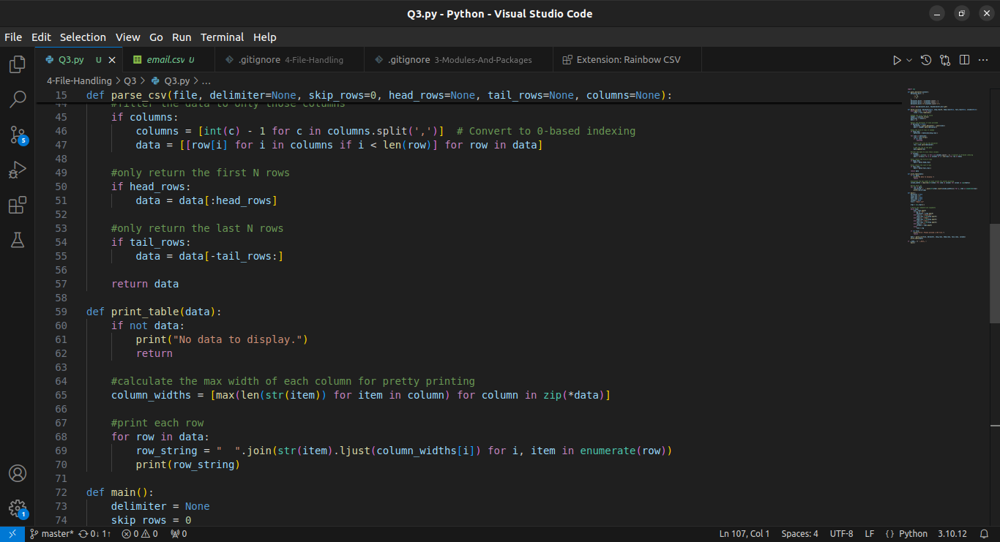 Q3.py - Python - Visual Studio Code
File Edit Selection View Go Run Terminal Help
Q3.py U email.csv U .gitignore 4-File-Handling .gitignore 3-Modules-And-Packages Extension: Rainbow CSV
4-File-Handling > Q3 > Q3.py > ...
15 def parse_csv(file, delimiter=None, skip_rows=0, head_rows=None, tail_rows=None, columns=None):
44 #filter the data to only those columns
45 if columns:
46 columns = [int(c) - 1 for c in columns.split(',')]  # Convert to 0-based indexing
47 data = [[row[i] for i in columns if i < len(row)] for row in data]
48
49 #only return the first N rows
50 if head_rows:
51 data = data[:head_rows]
52
53 #only return the last N rows
54 if tail_rows:
55 data = data[-tail_rows:]
56
57 return data
58
59 def print_table(data):
60 if not data:
61 print("No data to display.")
62 return
63
64 #calculate the max width of each column for pretty printing
65 column_widths = [max(len(str(item)) for item in column) for column in zip(*data)]
66
67 #print each row
68 for row in data:
69 row_string = "  ".join(str(item).ljust(column_widths[i]) for i, item in enumerate(row))
70 print(row_string)
71
72 def main():
73 delimiter = None
74 skip_rows = 0
5
1
master* 0↓ 1↑ 0 0 0 Ln 107, Col 1 Spaces: 4 UTF-8 LF {} Python 3.10.12